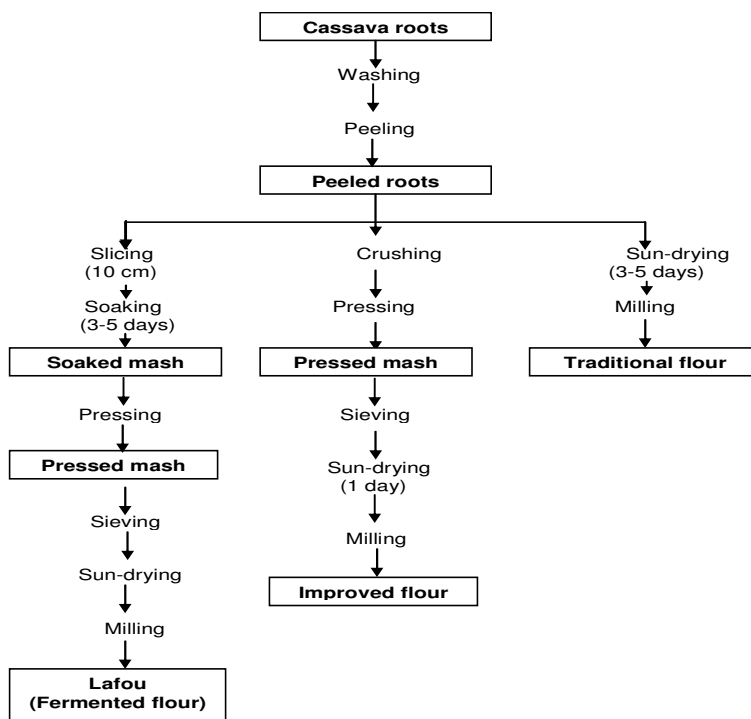 Cassava roots
Washing
Peeling
Peeled roots
Slicing
(10 cm)
Soaking
(3-5 days)
Soaked mash
Pressing
Pressed mash
Sieving
Sun-drying
Milling
Lafou
(Fermented flour)
Crushing
Pressing
Pressed mash
Sieving
Sun-drying
(1 day)
Milling
Improved flour
Sun-drying
(3-5 days)
Milling
Traditional flour